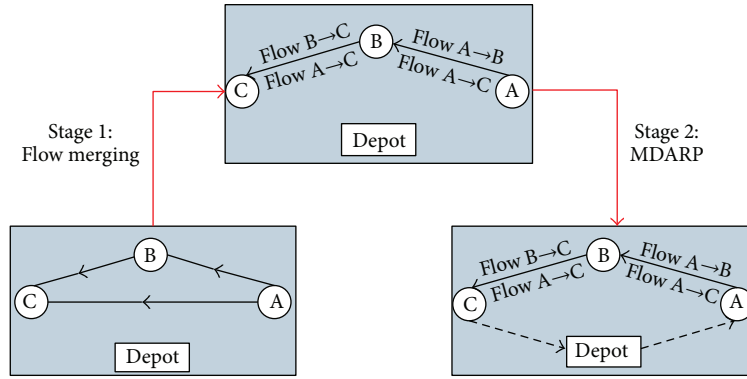 Flow B→C
Flow A→C
B
Flow A→B
Flow A→C
C
A
Depot
Stage 1:
Flow merging
Stage 2:
MDARP
B
C
A
Depot
Flow B→C
Flow A→C
B
Flow A→B
Flow A→C
C
A
Depot